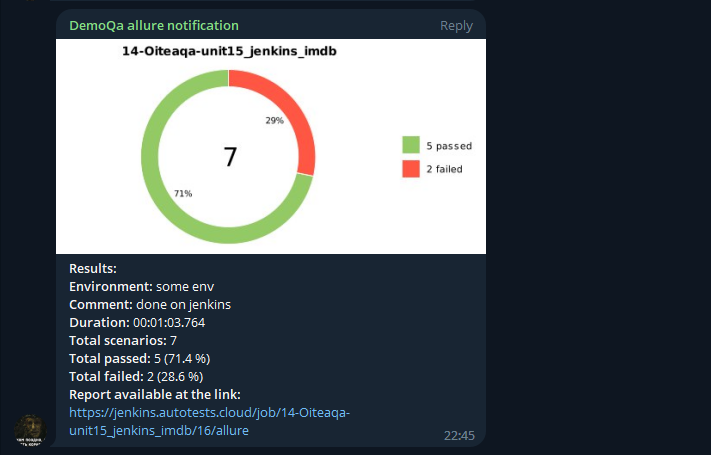 DemoQa allure notification Reply
14-Oiteaqa-unit15_jenkins_imdb
29%
7
5 passed
2 failed
71%
Results:
Environment: some env
Comment: done on jenkins
Duration: 00:01:03.764
Total scenarios: 7
Total passed: 5 (71.4 %)
Total failed: 2 (28.6 %)
Report available at the link:
https://jenkins.autotests.cloud/job/14-Oiteaqa-
unit15_jenkins_imdb/16/allure
22:45